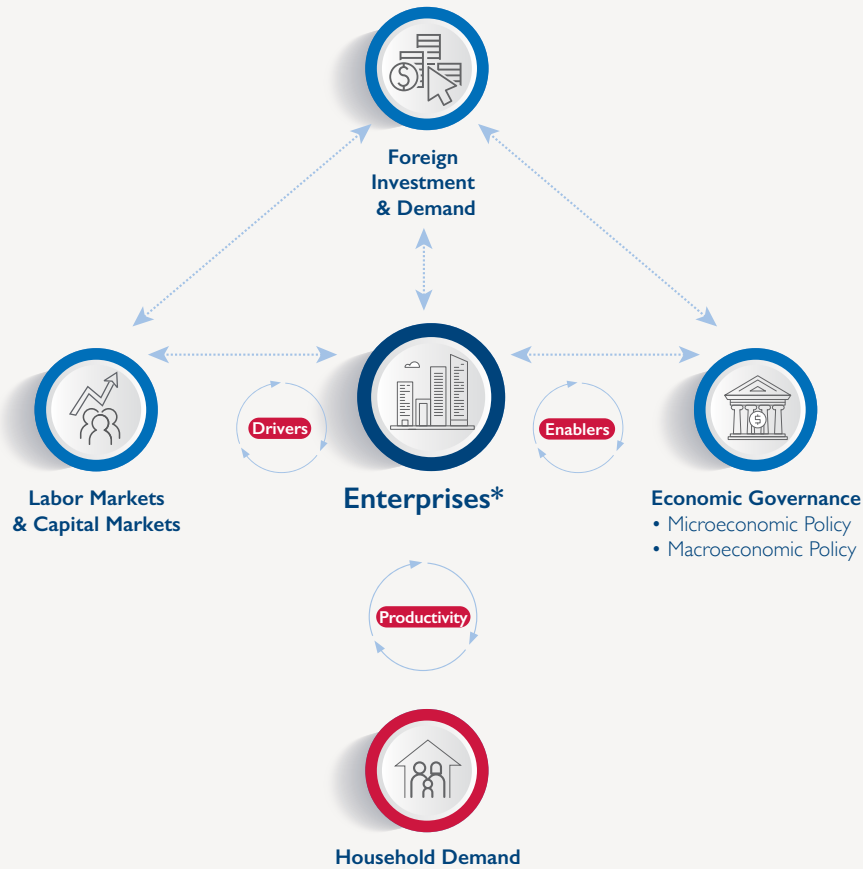 Foreign
Investment
& Demand
Drivers
Enablers
Labor Markets
& Capital Markets
Enterprises*
Economic Governance
• Microeconomic Policy
• Macroeconomic Policy
Productivity
Household Demand